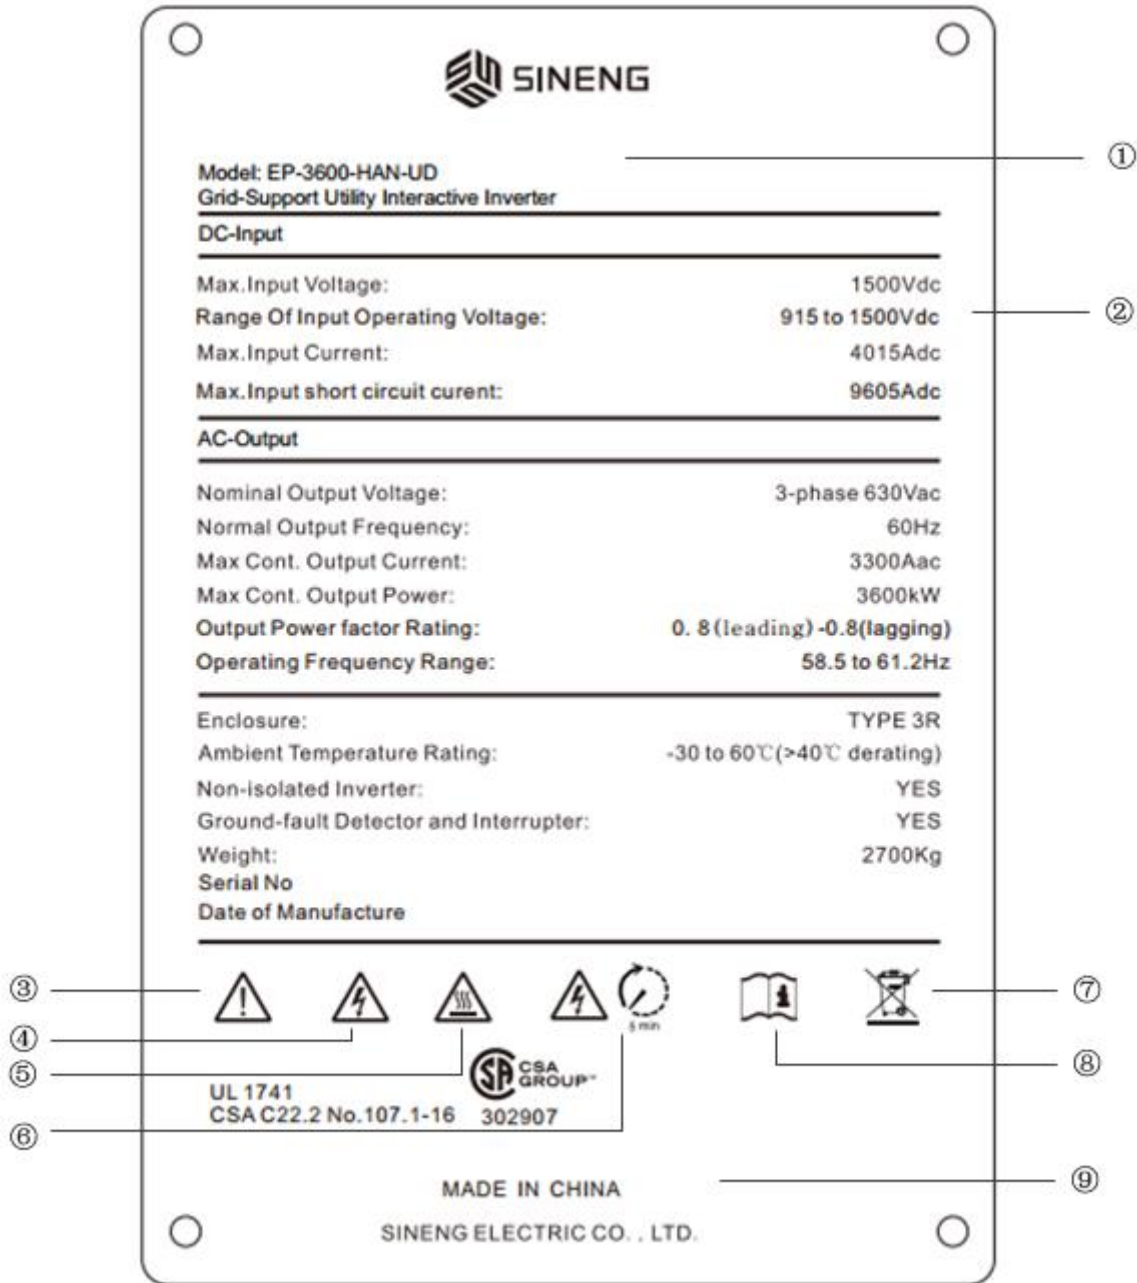 SINENG
①
Model: EP-3600-HAN-UD
Grid-Support Utility Interactive Inverter
DC-Input
Max.Input Voltage: 1500Vdc
Range Of Input Operating Voltage: 915 to 1500Vdc ②
Max.Input Current: 4015Adc
Max.Input short circuit curent: 9605Adc
AC-Output
Nominal Output Voltage: 3-phase 630Vac
Normal Output Frequency: 60Hz
Max Cont. Output Current: 3300Aac
Max Cont. Output Power: 3600kW
Output Power factor Rating: 0. 8(leading)-0.8(lagging)
Operating Frequency Range: 58.5 to 61.2Hz
Enclosure: TYPE 3R
Ambient Temperature Rating: -30 to 60℃(>40℃ derating)
Non-isolated Inverter: YES
Ground-fault Detector and Interrupter: YES
Weight: 2700Kg
Serial No
Date of Manufacture
③ ⑦
5 min
④
⑧
⑤
SA CSA GROUP™
UL 1741
CSA C22.2 No.107.1-16 302907
⑥
⑨
MADE IN CHINA
SINENG ELECTRIC CO. , LTD.